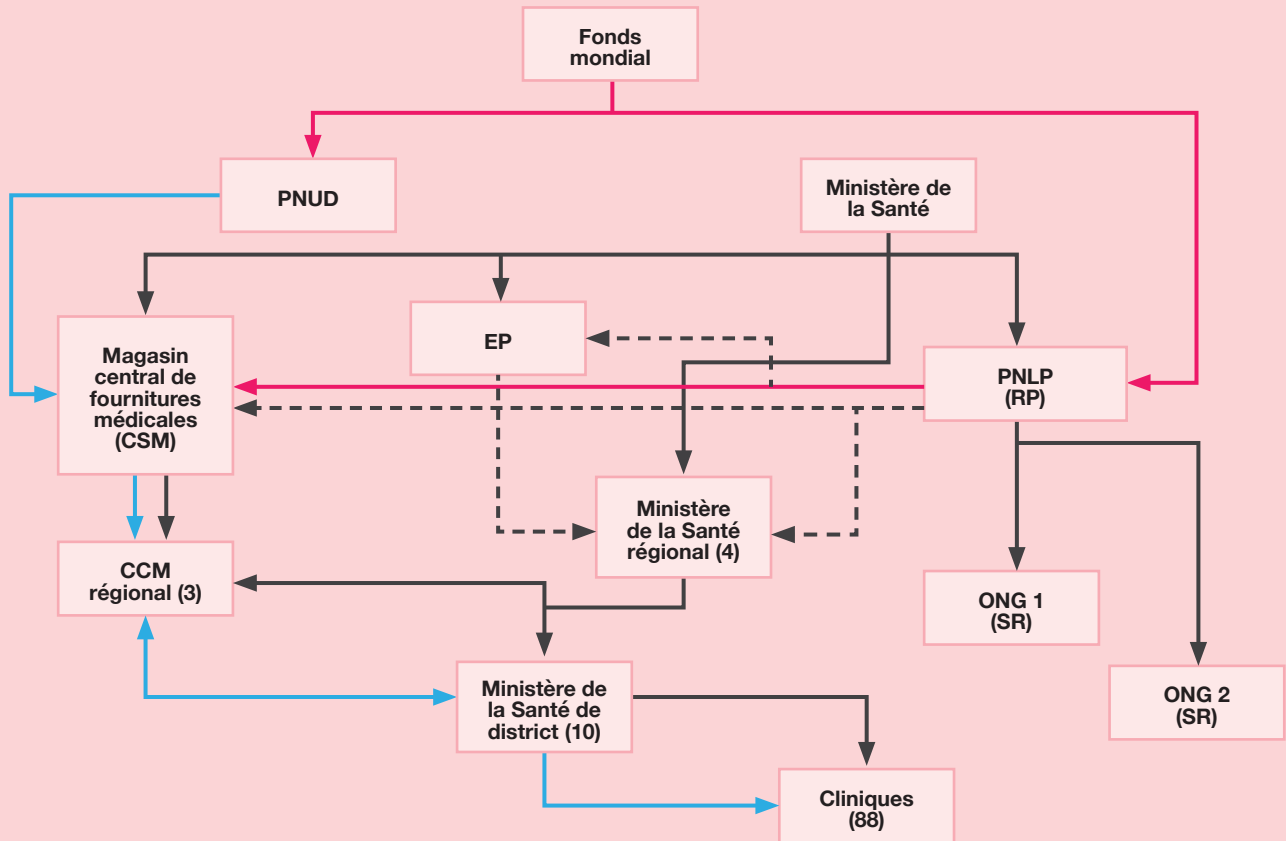 Fonds
mondial
PNUD
Ministère de
la Santé
Magasin
central de
fournitures
médicales
(CSM)
EP
PNLP
(RP)
Ministère
de la Santé
régional (4)
CCM
régional (3)
ONG 1
(SR)
Ministère de
la Santé de
district (10)
ONG 2
(SR)
Cliniques
(88)